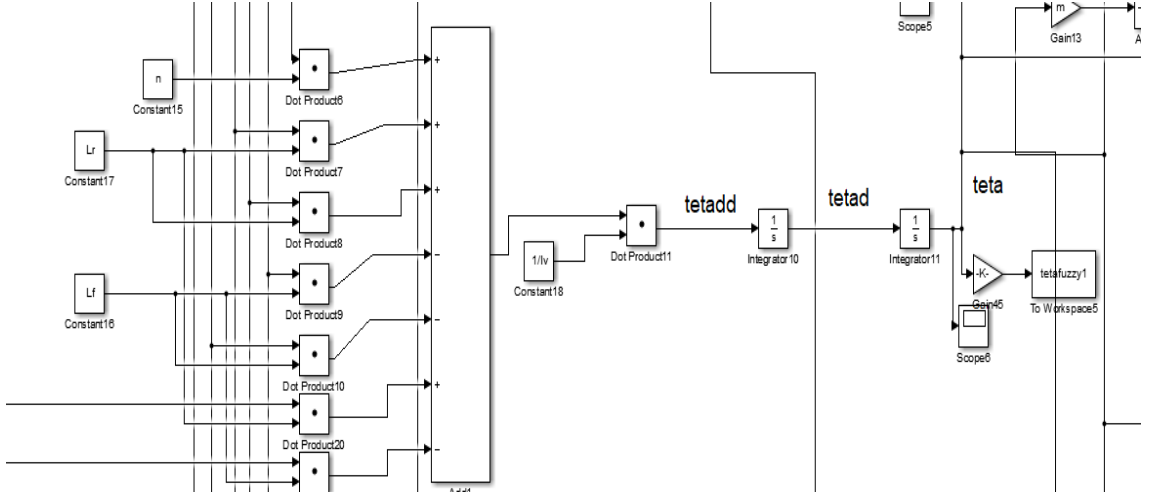 Scope5
m
Gain13
A
n
Constant15
Dot Product6
Lr
Constant17
Dot Product7
Dot Product8
tetadd
tetad
teta
1/Iv
Constant18
Dot Product11
1
s
Integrator10
1
s
Integrator11
-K-
Gain45
tetafuzzy1
To Workspace5
Scope6
Lf
Constant16
Dot Product9
Dot Product10
Dot Product20
+
+
+
−
−
+
−